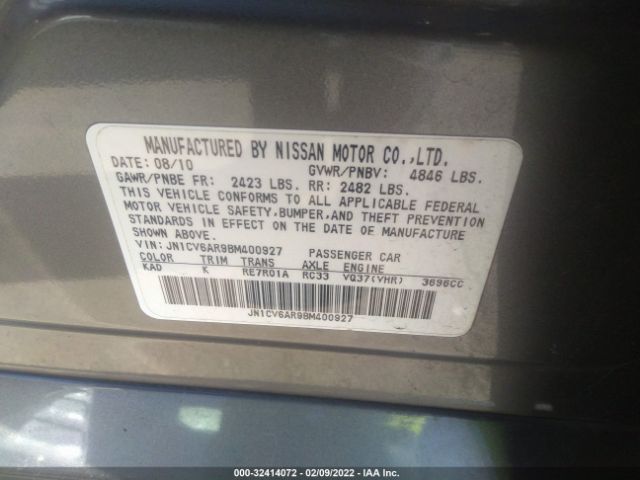 MANUFACTURED BY NISSAN MOTOR CO.,LTD.
DATE: 08/10 GVWR/PNBV: 4846 LBS.
GAWR/PNBE FR: 2423 LBS. RR: 2482 LBS.
THIS VEHICLE CONFORMS TO ALL APPLICABLE FEDERAL
MOTOR VEHICLE SAFETY,BUMPER,AND THEFT PREVENTION
STANDARDS IN EFFECT ON THE DATE OF MANUFACTURE
SHOWN ABOVE.
VIN: JN1CV6AR9BM400927 PASSENGER CAR
COLOR TRIM TRANS AXLE ENGINE
KAD K RE7R01A RC33 VQ37(VHR) 3696CC
JN1CV6AR9BM400927
000-32414072 - 02/09/2022 - IAA Inc.